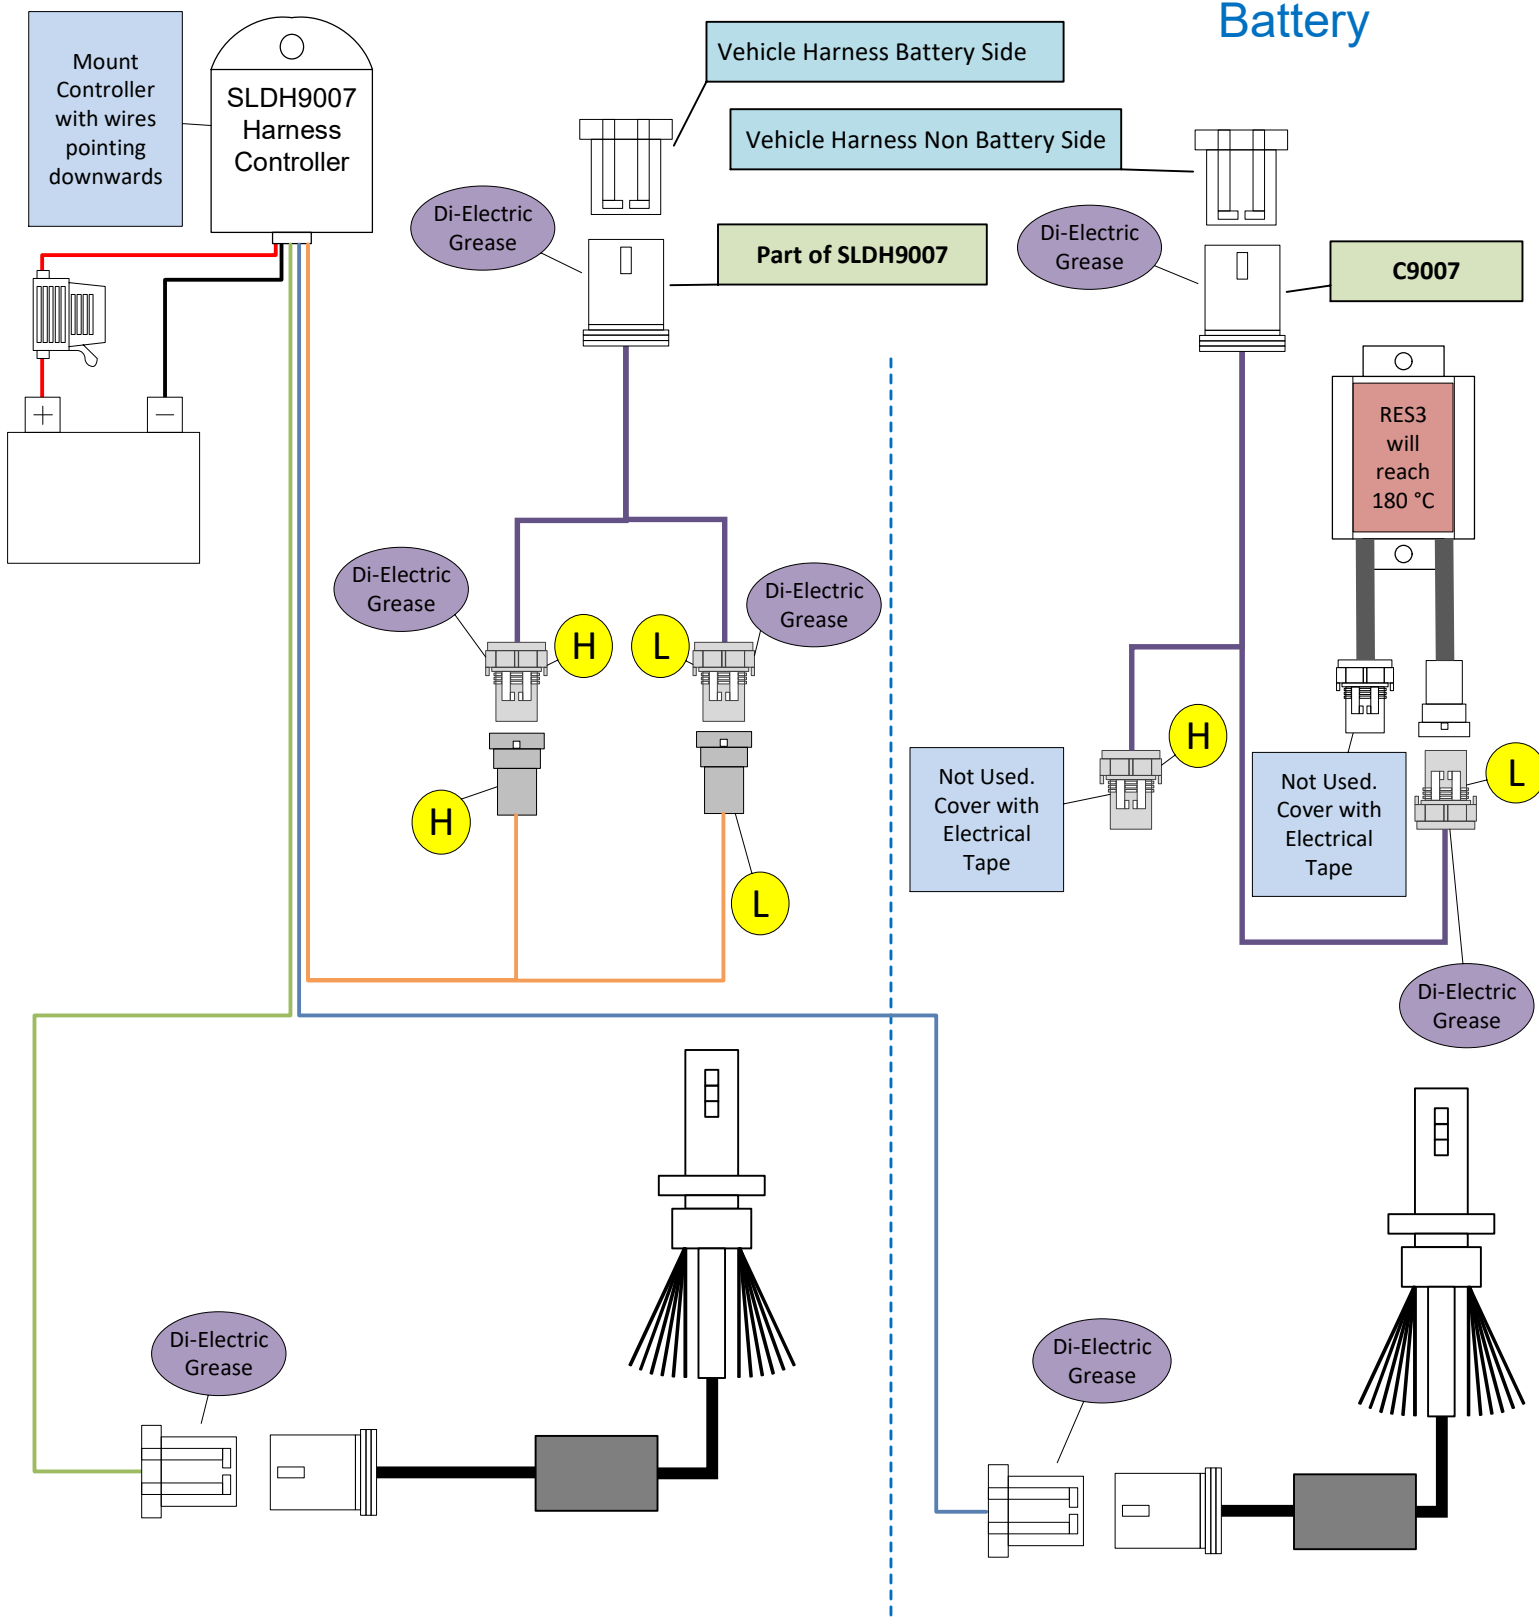 Battery
Mount
Controller
with wires
pointing
downwards
SLDH9007
Harness
Controller
Vehicle Harness Battery Side
Vehicle Harness Non Battery Side
Di-Electric
Grease
Part of SLDH9007
Di-Electric
Grease
C9007
+
−
RES3
will
reach
180 °C
Di-Electric
Grease
H
L
Di-Electric
Grease
H
L
H
Not Used.
Cover with
Electrical
Tape
Not Used.
Cover with
Electrical
Tape
L
Di-Electric
Grease
Di-Electric
Grease
Di-Electric
Grease